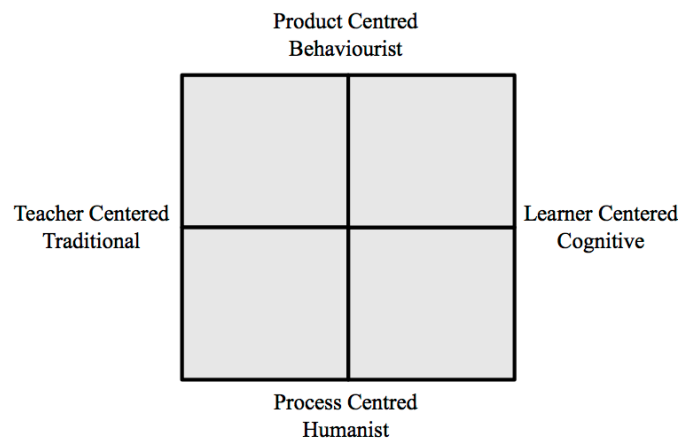 Product Centred
Behaviourist
Teacher Centered
Traditional
Learner Centered
Cognitive
Process Centred
Humanist